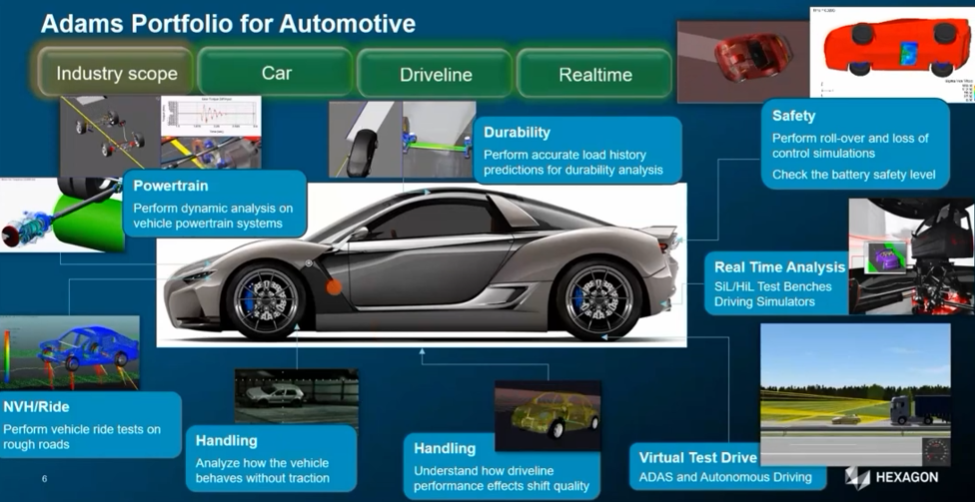 Adams Portfolio for Automotive
Industry scope
Car
Driveline
Realtime
Durability
Perform accurate load history
predictions for durability analysis
Safety
Perform roll-over and loss of
control simulations
Check the battery safety level
Powertrain
Perform dynamic analysis on
vehicle powertrain systems
Real Time Analysis
SiL/HiL Test Benches
Driving Simulators
NVH/Ride
Perform vehicle ride tests on
rough roads
Handling
Analyze how the vehicle
behaves without traction
Handling
Understand how driveline
performance effects shift quality
Virtual Test Drive
ADAS and Autonomous Driving
6
HEXAGON